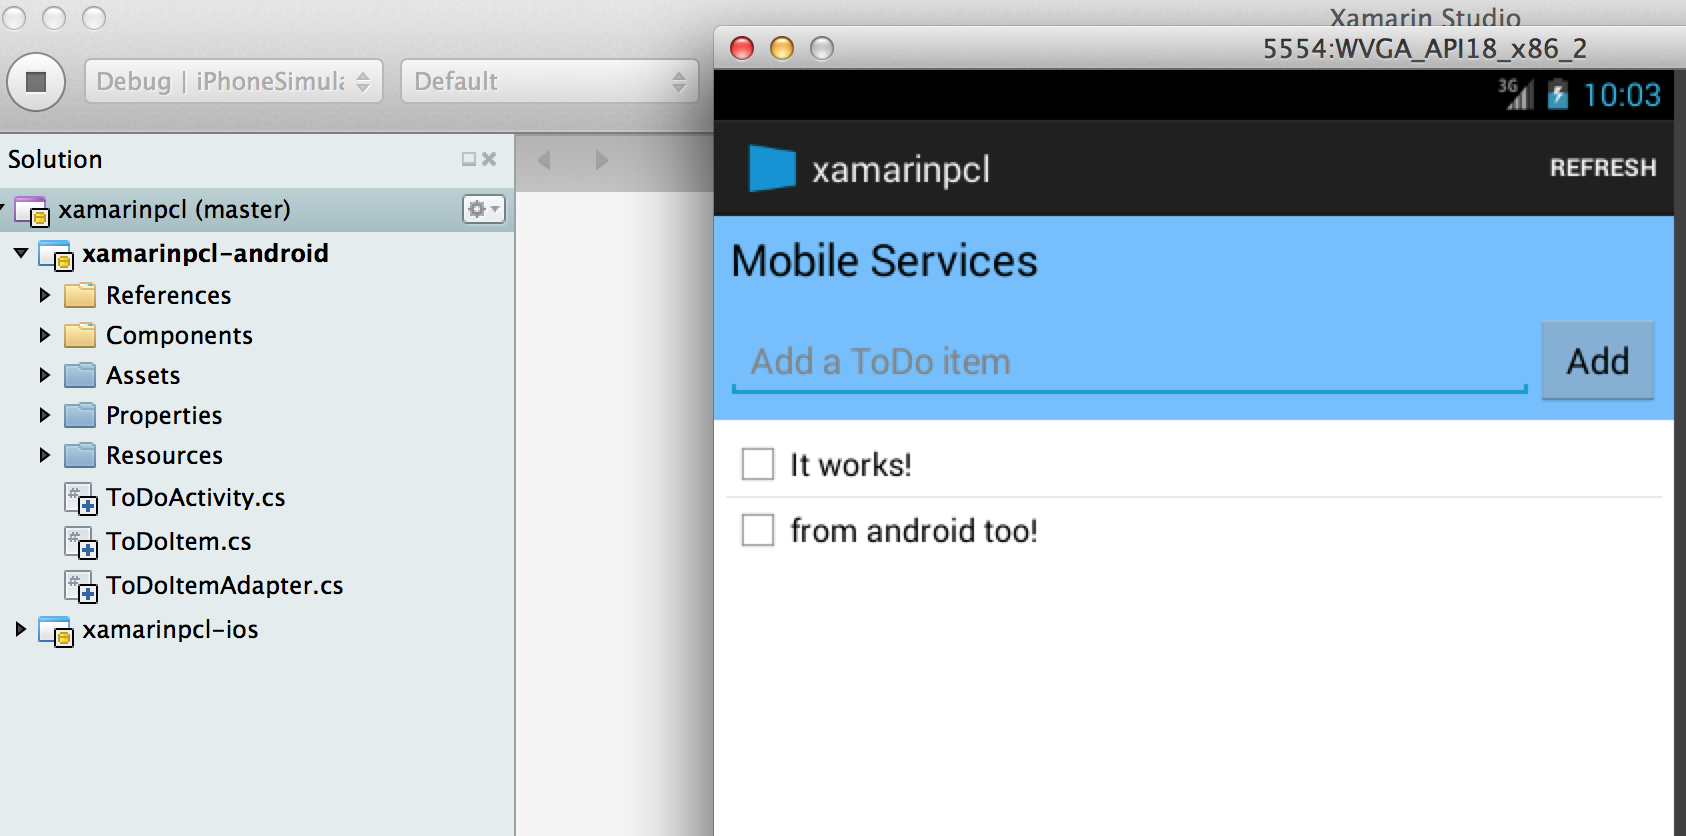 Xamarin Studio
Debug | iPhoneSimula
Default
Solution
xamarinpcl (master)
xamarinpcl-android
References
Components
Assets
Properties
Resources
ToDoActivity.cs
ToDoItem.cs
ToDoItemAdapter.cs
xamarinpcl-ios
5554:WVGA_API18_x86_2
3G
10:03
xamarinpcl
REFRESH
Mobile Services
Add a ToDo item
Add
It works!
from android too!